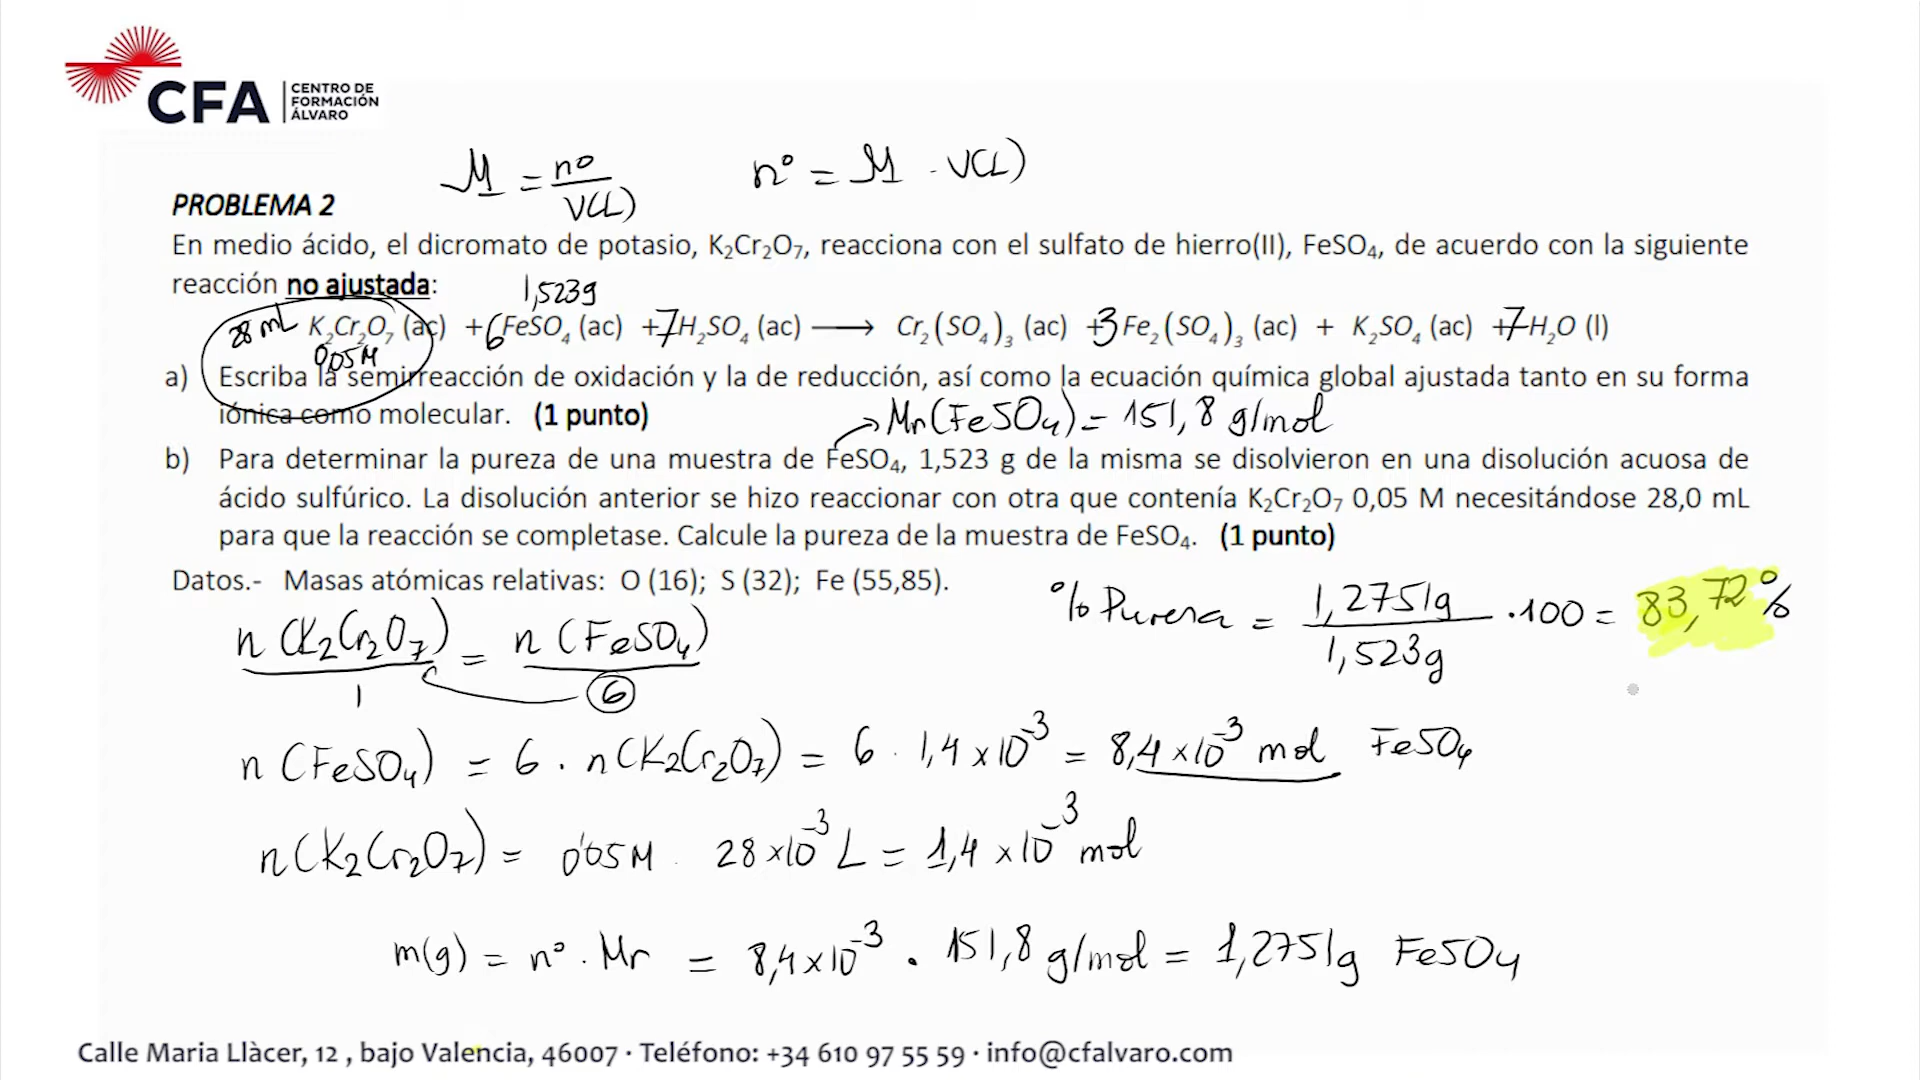 CFA CENTRO DE FORMACIÓN ÁLVARO
M = nº / V(L)    nº = M · V(L)
PROBLEMA 2
En medio ácido, el dicromato de potasio, K₂Cr₂O₇, reacciona con el sulfato de hierro(II), FeSO₄, de acuerdo con la siguiente
reacción no ajustada:
1,523g
28 mL K₂Cr₂O₇ (ac) + 6 FeSO₄ (ac) + 7 H₂SO₄ (ac) ⟶ Cr₂(SO₄)₃ (ac) + 3 Fe₂(SO₄)₃ (ac) + K₂SO₄ (ac) + 7 H₂O (l)
0,05 M
a) Escriba la semirreacción de oxidación y la de reducción, así como la ecuación química global ajustada tanto en su forma
iónica como molecular. (1 punto)
Mr(FeSO₄) = 151,8 g/mol
b) Para determinar la pureza de una muestra de FeSO₄, 1,523 g de la misma se disolvieron en una disolución acuosa de
ácido sulfúrico. La disolución anterior se hizo reaccionar con otra que contenía K₂Cr₂O₇ 0,05 M necesitándose 28,0 mL
para que la reacción se completase. Calcule la pureza de la muestra de FeSO₄. (1 punto)
Datos.- Masas atómicas relativas: O (16); S (32); Fe (55,85).
% Pureza = 1,2751g / 1,523g · 100 = 83,72%
n(K₂Cr₂O₇) / 1 = n(FeSO₄) / 6
n(FeSO₄) = 6 · n(K₂Cr₂O₇) = 6 · 1,4 x 10⁻³ = 8,4 x 10⁻³ mol FeSO₄
n(K₂Cr₂O₇) = 0'05 M · 28 x 10⁻³ L = 1,4 x 10⁻³ mol
m(g) = nº · Mr = 8,4 x 10⁻³ · 151,8 g/mol = 1,2751g FeSO₄
Calle Maria Llàcer, 12 , bajo Valencia, 46007 · Teléfono: +34 610 97 55 59 · info@cfalvaro.com